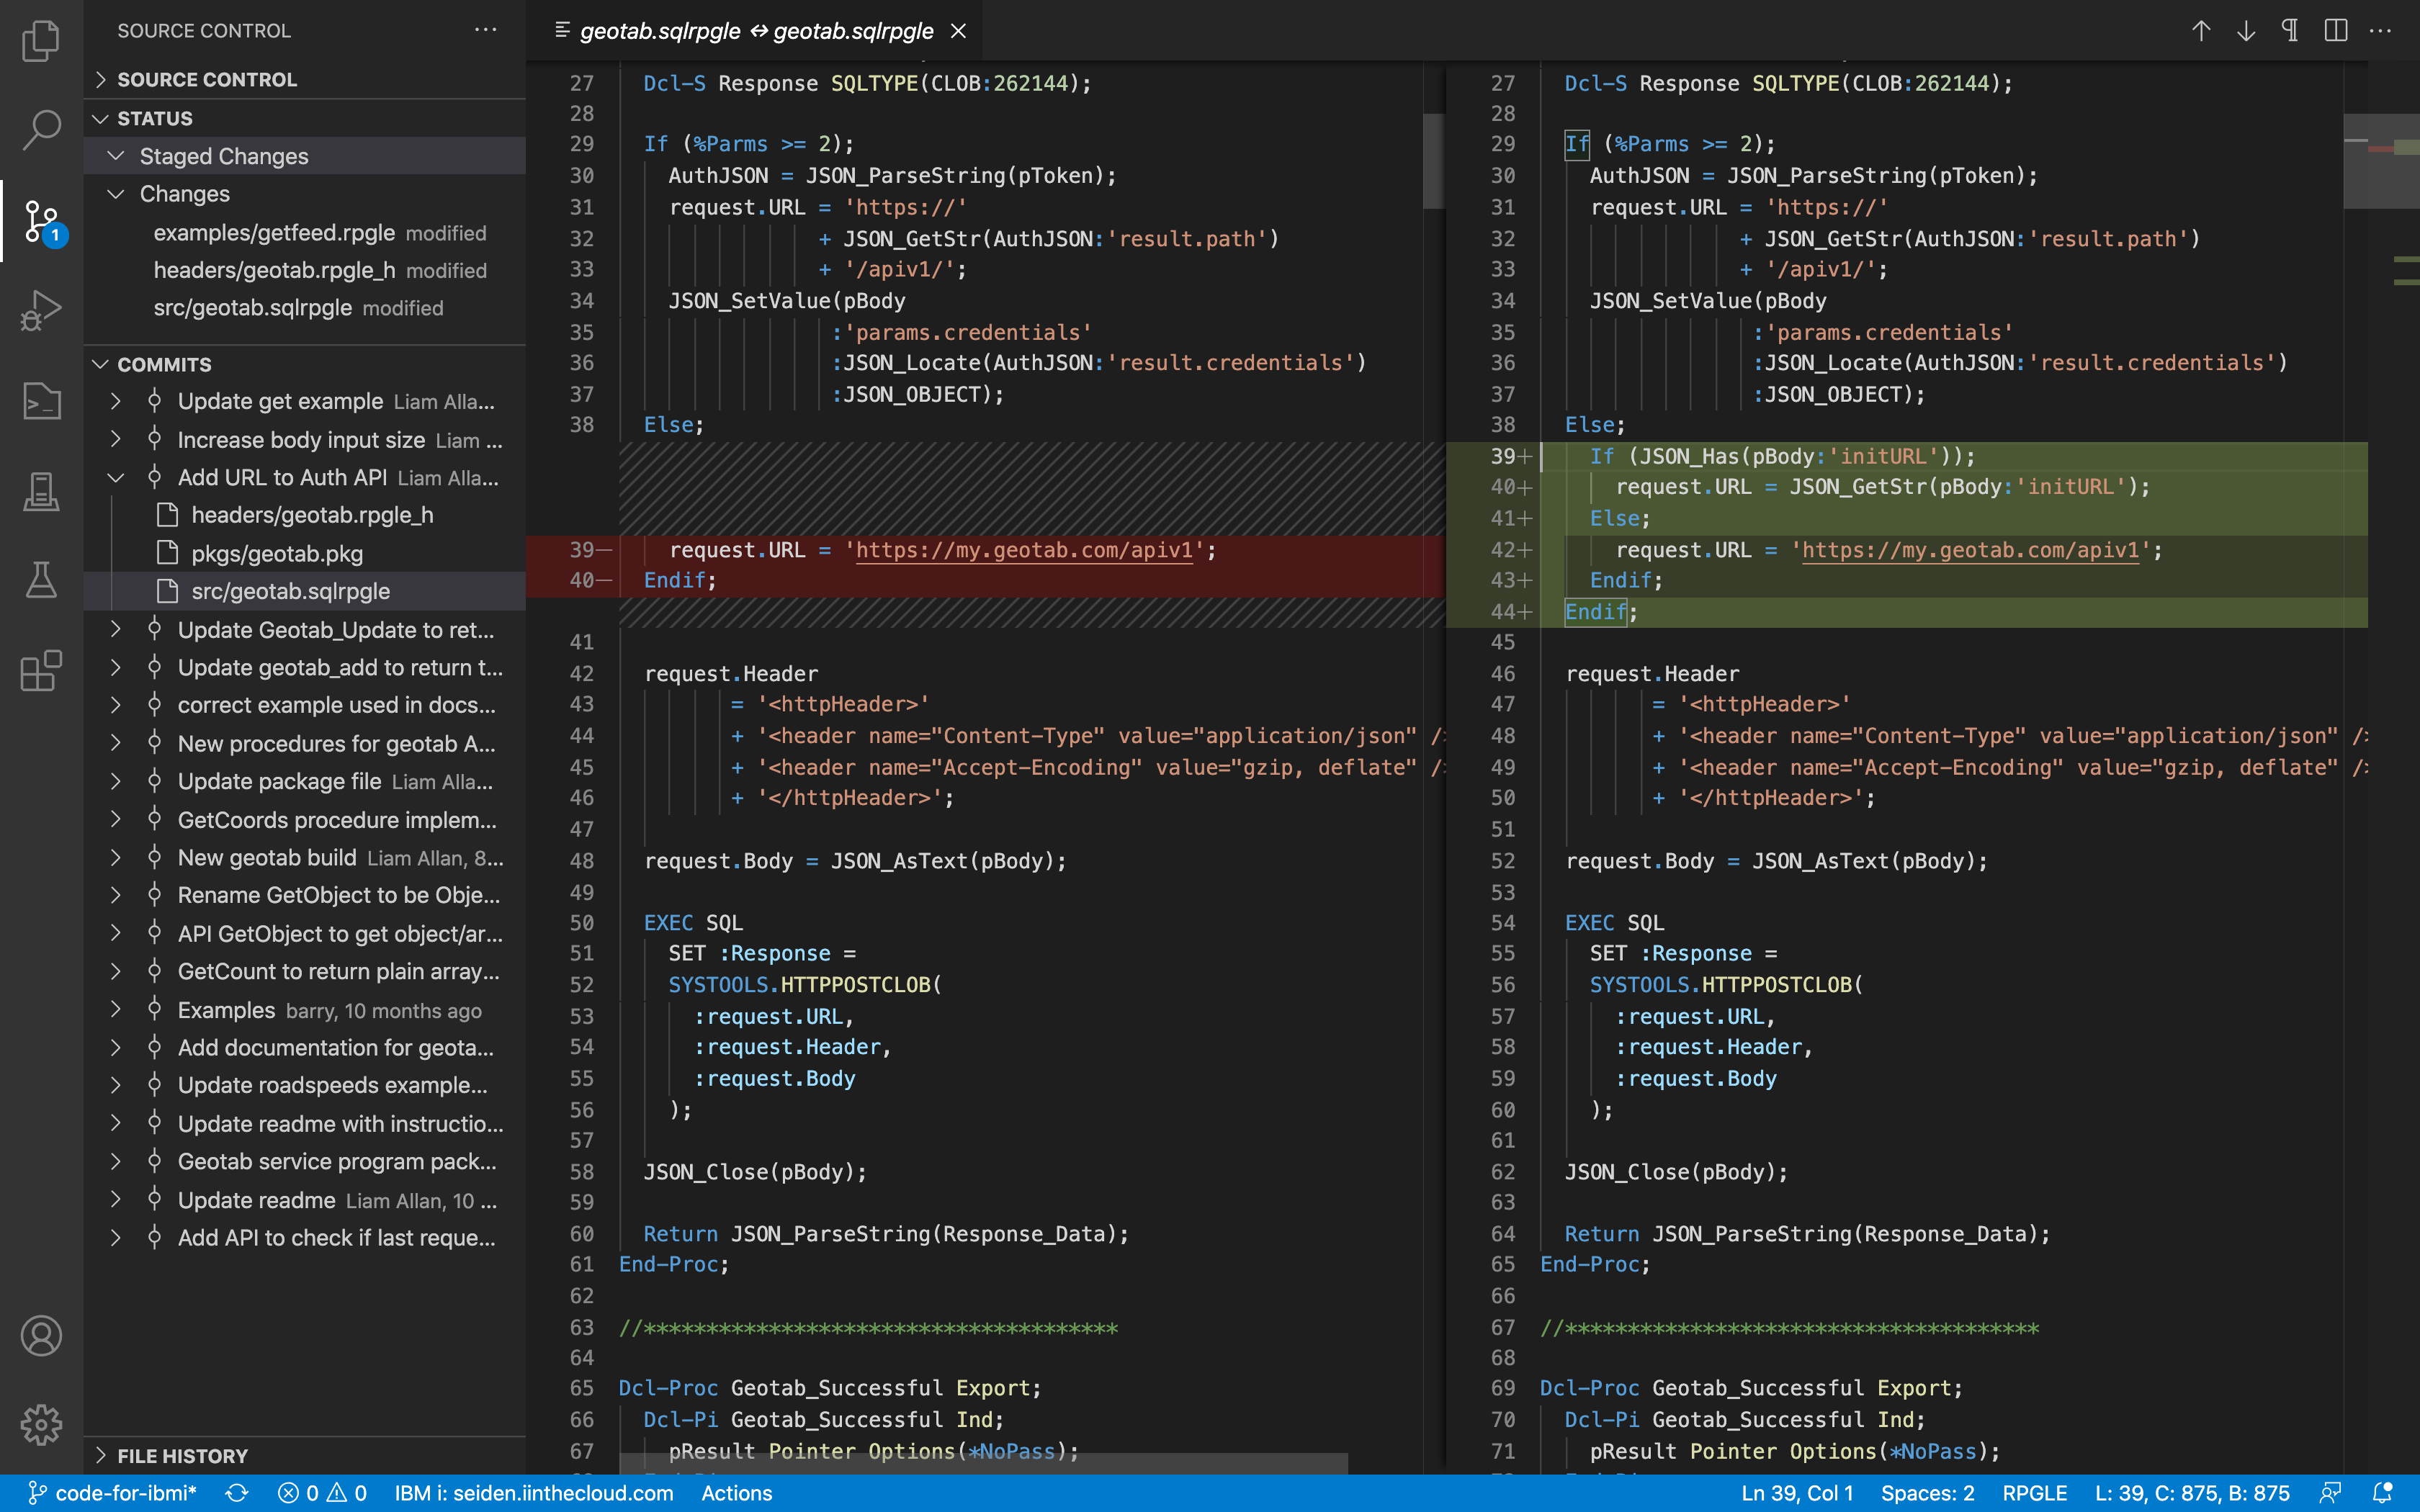 SOURCE CONTROL
SOURCE CONTROL
STATUS
Staged Changes
Changes
examples/getfeed.rpgle modified
headers/geotab.rpgle_h modified
src/geotab.sqlrpgle modified
COMMITS
Update get example Liam Alla...
Increase body input size Liam ...
Add URL to Auth API Liam Alla...
headers/geotab.rpgle_h
pkgs/geotab.pkg
src/geotab.sqlrpgle
Update Geotab_Update to ret...
Update geotab_add to return t...
correct example used in docs...
New procedures for geotab A...
Update package file Liam Alla...
GetCoords procedure implem...
New geotab build Liam Allan, 8...
Rename GetObject to be Obje...
API GetObject to get object/ar...
GetCount to return plain array...
Examples barry, 10 months ago
Add documentation for geota...
Update roadspeeds example...
Update readme with instructio...
Geotab service program pack...
Update readme Liam Allan, 10 ...
Add API to check if last reque...
FILE HISTORY
1
geotab.sqlrpgle ↔ geotab.sqlrpgle
27 Dcl-S Response SQLTYPE(CLOB:262144);
28
29 If (%Parms >= 2);
30 AuthJSON = JSON_ParseString(pToken);
31 request.URL = 'https://'
32 + JSON_GetStr(AuthJSON:'result.path')
33 + '/apiv1/';
34 JSON_SetValue(pBody
35 :'params.credentials'
36 :JSON_Locate(AuthJSON:'result.credentials')
37 :JSON_OBJECT);
38 Else;
39— request.URL = 'https://my.geotab.com/apiv1';
40— Endif;
41
42 request.Header
43 = '<httpHeader>'
44 + '<header name="Content-Type" value="application/json" />
45 + '<header name="Accept-Encoding" value="gzip, deflate" />
46 + '</httpHeader>';
47
48 request.Body = JSON_AsText(pBody);
49
50 EXEC SQL
51 SET :Response =
52 SYSTOOLS.HTTPPOSTCLOB(
53 :request.URL,
54 :request.Header,
55 :request.Body
56 );
57
58 JSON_Close(pBody);
59
60 Return JSON_ParseString(Response_Data);
61 End-Proc;
62
63 //**************************************
64
65 Dcl-Proc Geotab_Successful Export;
66 Dcl-Pi Geotab_Successful Ind;
67 pResult Pointer Options(*NoPass);
27 Dcl-S Response SQLTYPE(CLOB:262144);
28
29 If (%Parms >= 2);
30 AuthJSON = JSON_ParseString(pToken);
31 request.URL = 'https://'
32 + JSON_GetStr(AuthJSON:'result.path')
33 + '/apiv1/';
34 JSON_SetValue(pBody
35 :'params.credentials'
36 :JSON_Locate(AuthJSON:'result.credentials')
37 :JSON_OBJECT);
38 Else;
39+ If (JSON_Has(pBody:'initURL'));
40+ request.URL = JSON_GetStr(pBody:'initURL');
41+ Else;
42+ request.URL = 'https://my.geotab.com/apiv1';
43+ Endif;
44+ Endif;
45
46 request.Header
47 = '<httpHeader>'
48 + '<header name="Content-Type" value="application/json" />
49 + '<header name="Accept-Encoding" value="gzip, deflate" />
50 + '</httpHeader>';
51
52 request.Body = JSON_AsText(pBody);
53
54 EXEC SQL
55 SET :Response =
56 SYSTOOLS.HTTPPOSTCLOB(
57 :request.URL,
58 :request.Header,
59 :request.Body
60 );
61
62 JSON_Close(pBody);
63
64 Return JSON_ParseString(Response_Data);
65 End-Proc;
66
67 //**************************************
68
69 Dcl-Proc Geotab_Successful Export;
70 Dcl-Pi Geotab_Successful Ind;
71 pResult Pointer Options(*NoPass);
code-for-ibmi* 0 0 IBM i: seiden.iinthecloud.com Actions Ln 39, Col 1 Spaces: 2 RPGLE L: 39, C: 875, B: 875